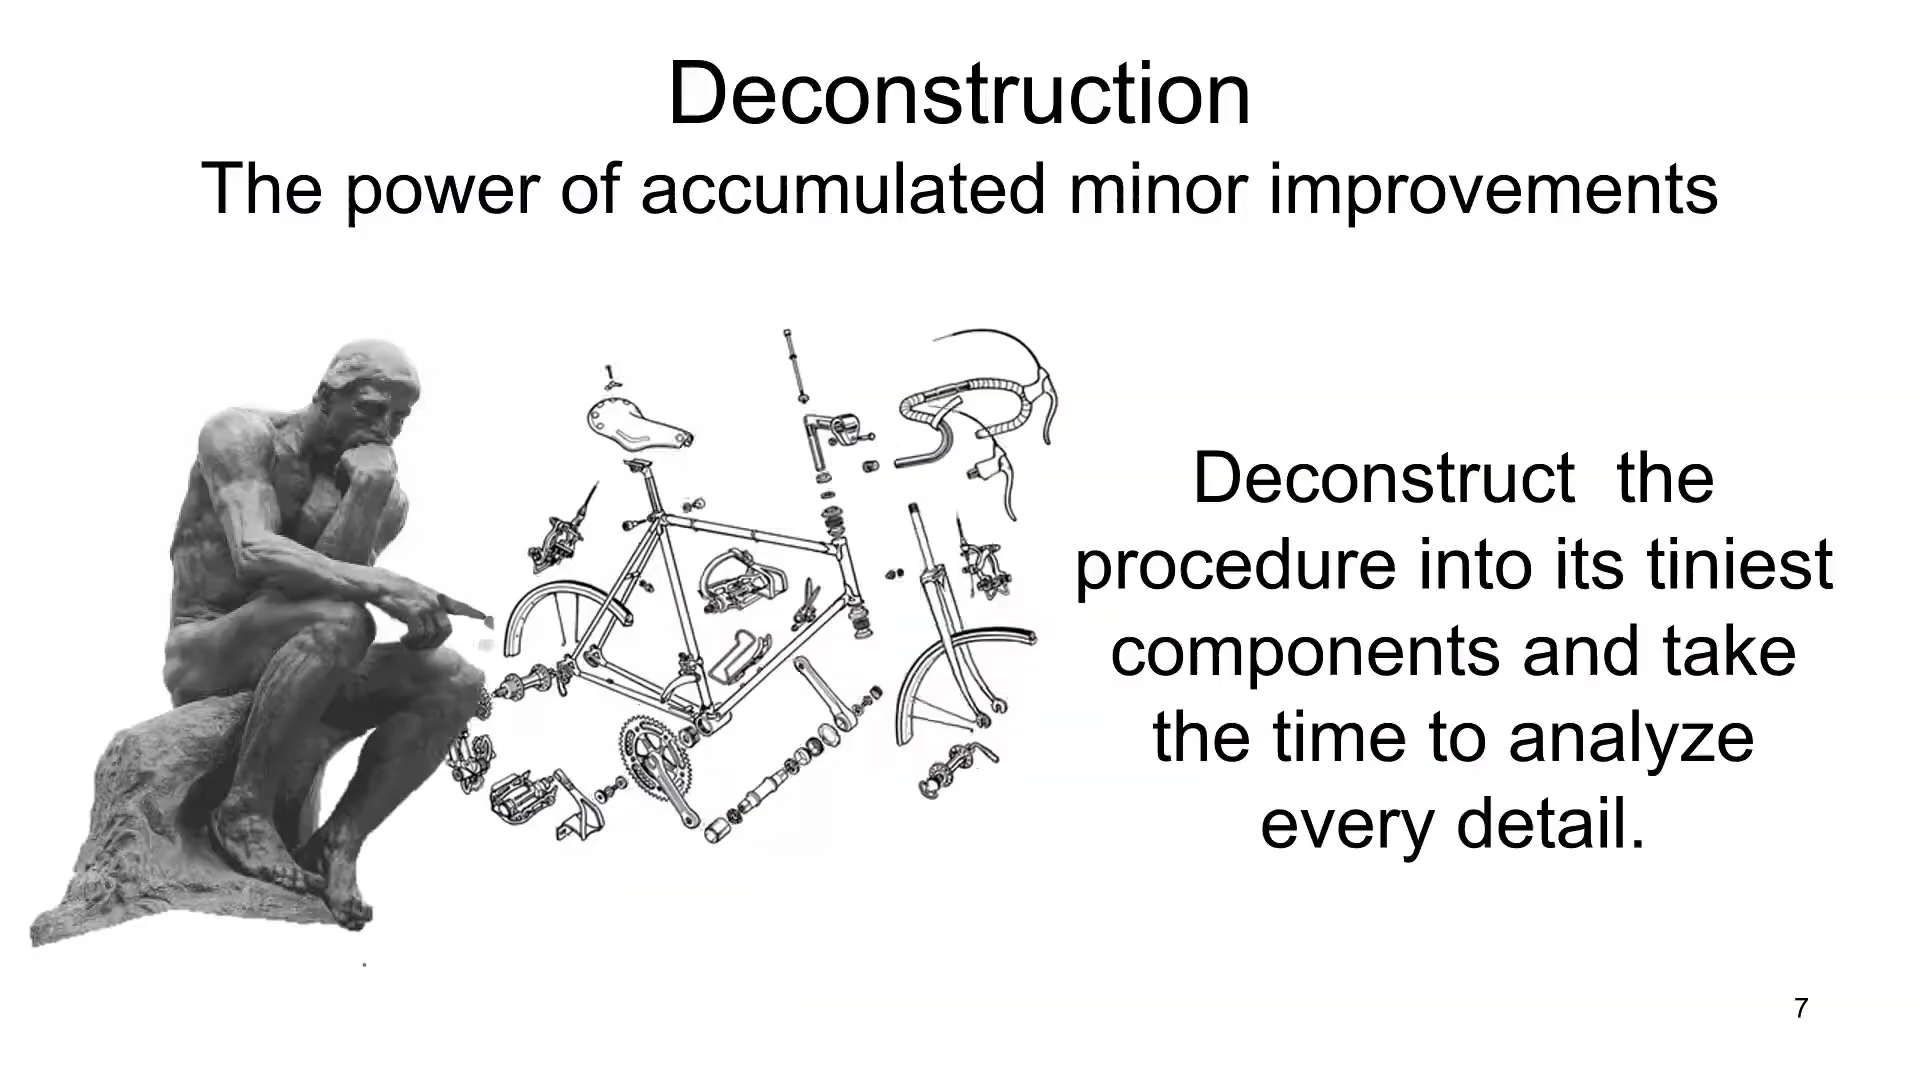 Deconstruction
The power of accumulated minor improvements
Deconstruct  the
procedure into its tiniest
components and take
the time to analyze
every detail.
7